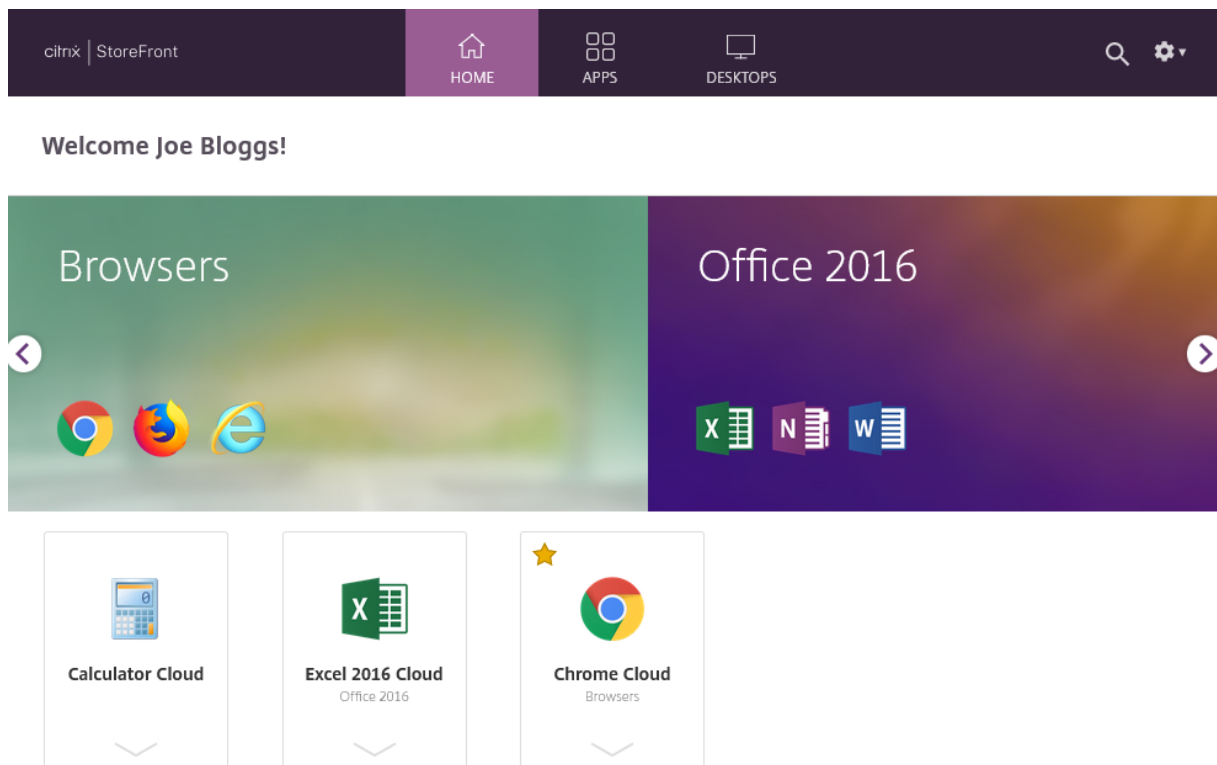 citrix | StoreFront
HOME
APPS
DESKTOPS
Welcome Joe Bloggs!
Browsers
Office 2016
X
N
W
0
X
Calculator Cloud
Excel 2016 Cloud
Chrome Cloud
Office 2016
Browsers